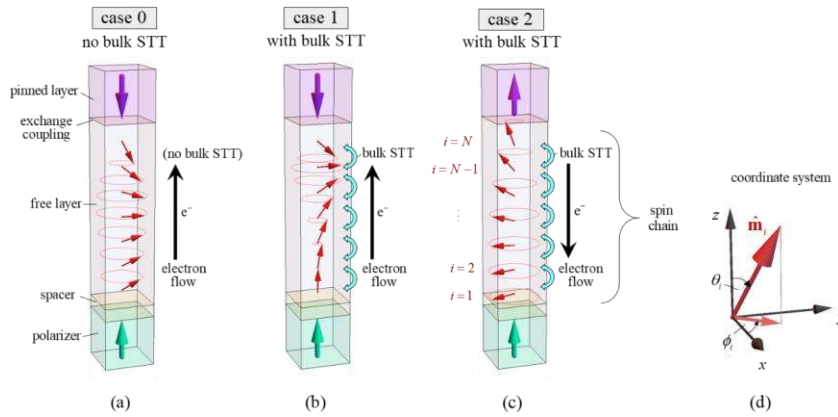 case 0
no bulk STT
case 1
with bulk STT
case 2
with bulk STT
pinned layer
exchange coupling
free layer
spacer
polarizer
(no bulk STT)
e⁻
electron
flow
bulk STT
e⁻
electron
flow
i = N
i = N−1
⋮
i = 2
i = 1
bulk STT
e⁻
electron
flow
spin
chain
coordinate system
z
m̂ᵢ
θᵢ
ϕᵢ
x
(a)
(b)
(c)
(d)